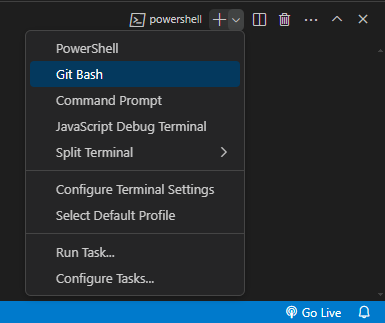 powershell
PowerShell
Git Bash
Command Prompt
JavaScript Debug Terminal
Split Terminal
Configure Terminal Settings
Select Default Profile
Run Task...
Configure Tasks...
Go Live